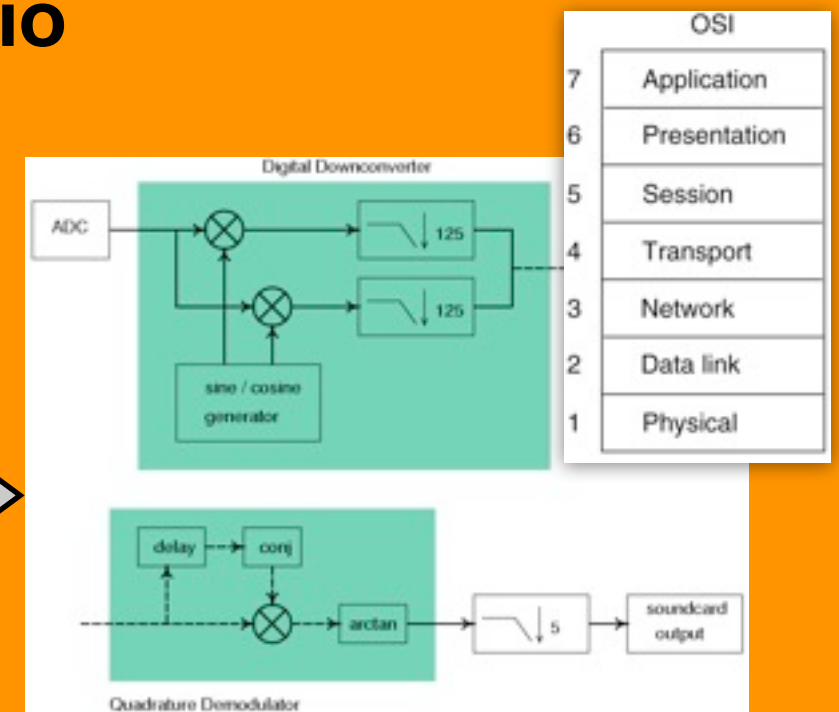 IO
OSI
7 Application
6 Presentation
5 Session
4 Transport
3 Network
2 Data link
1 Physical
Digital Downconverter
ADC
125
125
sine / cosine
generator
delay
conj
arctan
5
soundcard
output
Quadrature Demodulator